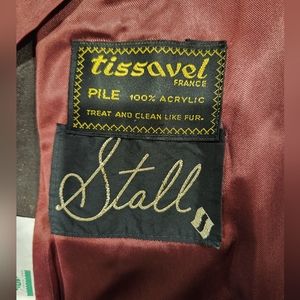 tissavel
FRANCE
PILE 100% ACRYLIC
TREAT AND CLEAN LIKE FUR.
Stall